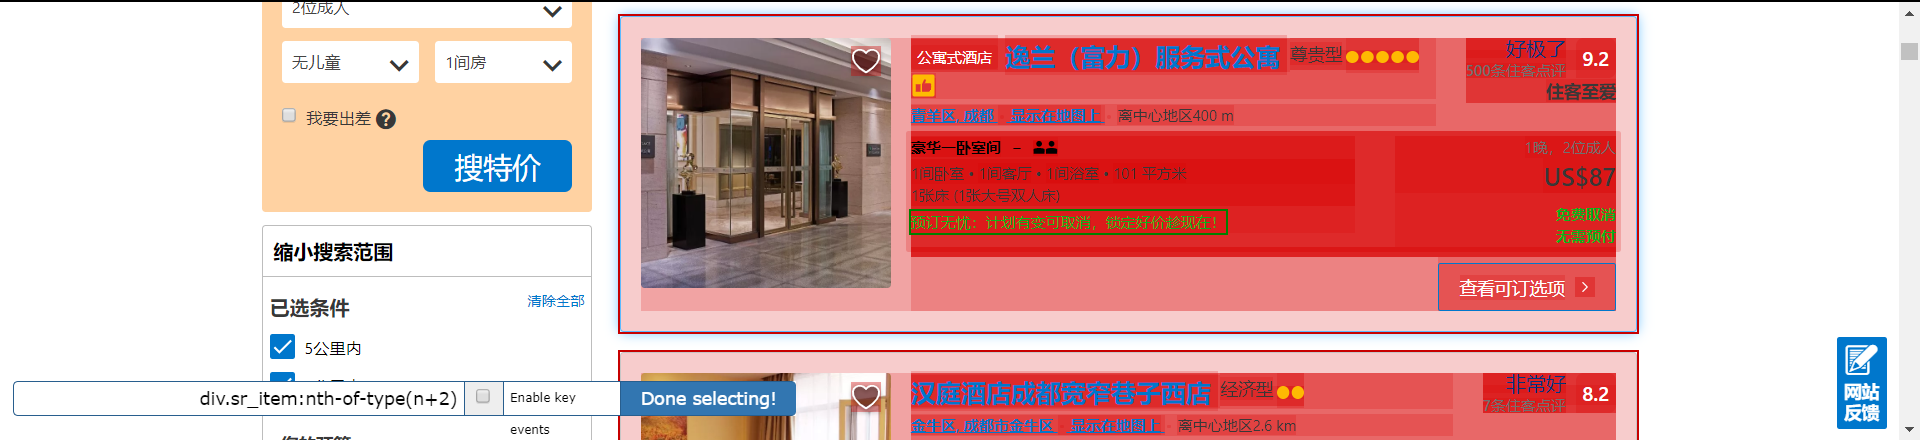 2位成人
无儿童
1间房
我要出差 ?
搜特价
缩小搜索范围
已选条件
清除全部
5公里内
div.sr_item:nth-of-type(n+2)
Enable key
events
Done selecting!
公寓式酒店 逸兰（富力）服务式公寓 尊贵型
青羊区, 成都 - 显示在地图上 - 离中心地区400 m
好极了
500条住客点评
9.2
住客至爱
豪华一卧室间 –
1间卧室 • 1间客厅 • 1间浴室 • 101 平方米
1张床 (1张大号双人床)
预订无忧：计划有变可取消，锁定好价趁现在！
1晚，2位成人
US$87
免费取消
无需预付
查看可订选项
汉庭酒店成都宽窄巷子西店 经济型
金牛区, 成都市金牛区 - 显示在地图上 - 离中心地区2.6 km
非常好
7条住客点评
8.2
网站
反馈